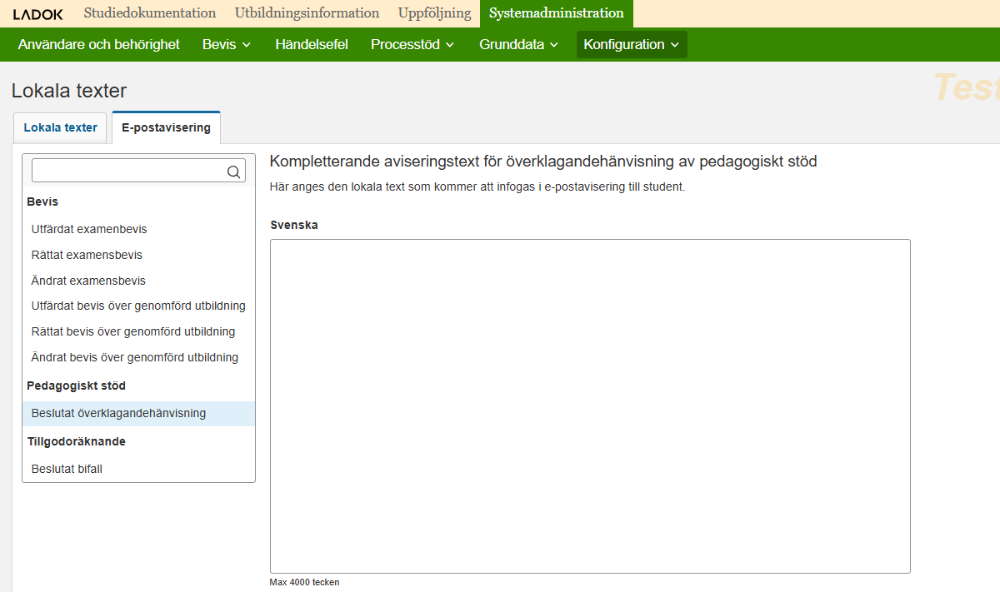 LADOK Studiedokumentation Utbildningsinformation Uppföljning Systemadministration
Användare och behörighet Bevis Händelsefel Processtöd Grunddata Konfiguration
Lokala texter
Test
Lokala texter E-postavisering
Bevis
Utfärdat examenbevis
Rättat examensbevis
Ändrat examensbevis
Utfärdat bevis över genomförd utbildning
Rättat bevis över genomförd utbildning
Ändrat bevis över genomförd utbildning
Pedagogiskt stöd
Beslutat överklagandehänvisning
Tillgodoräknande
Beslutat bifall
Kompletterande aviseringstext för överklagandehänvisning av pedagogiskt stöd
Här anges den lokala text som kommer att infogas i e-postavisering till student.
Svenska
Max 4000 tecken